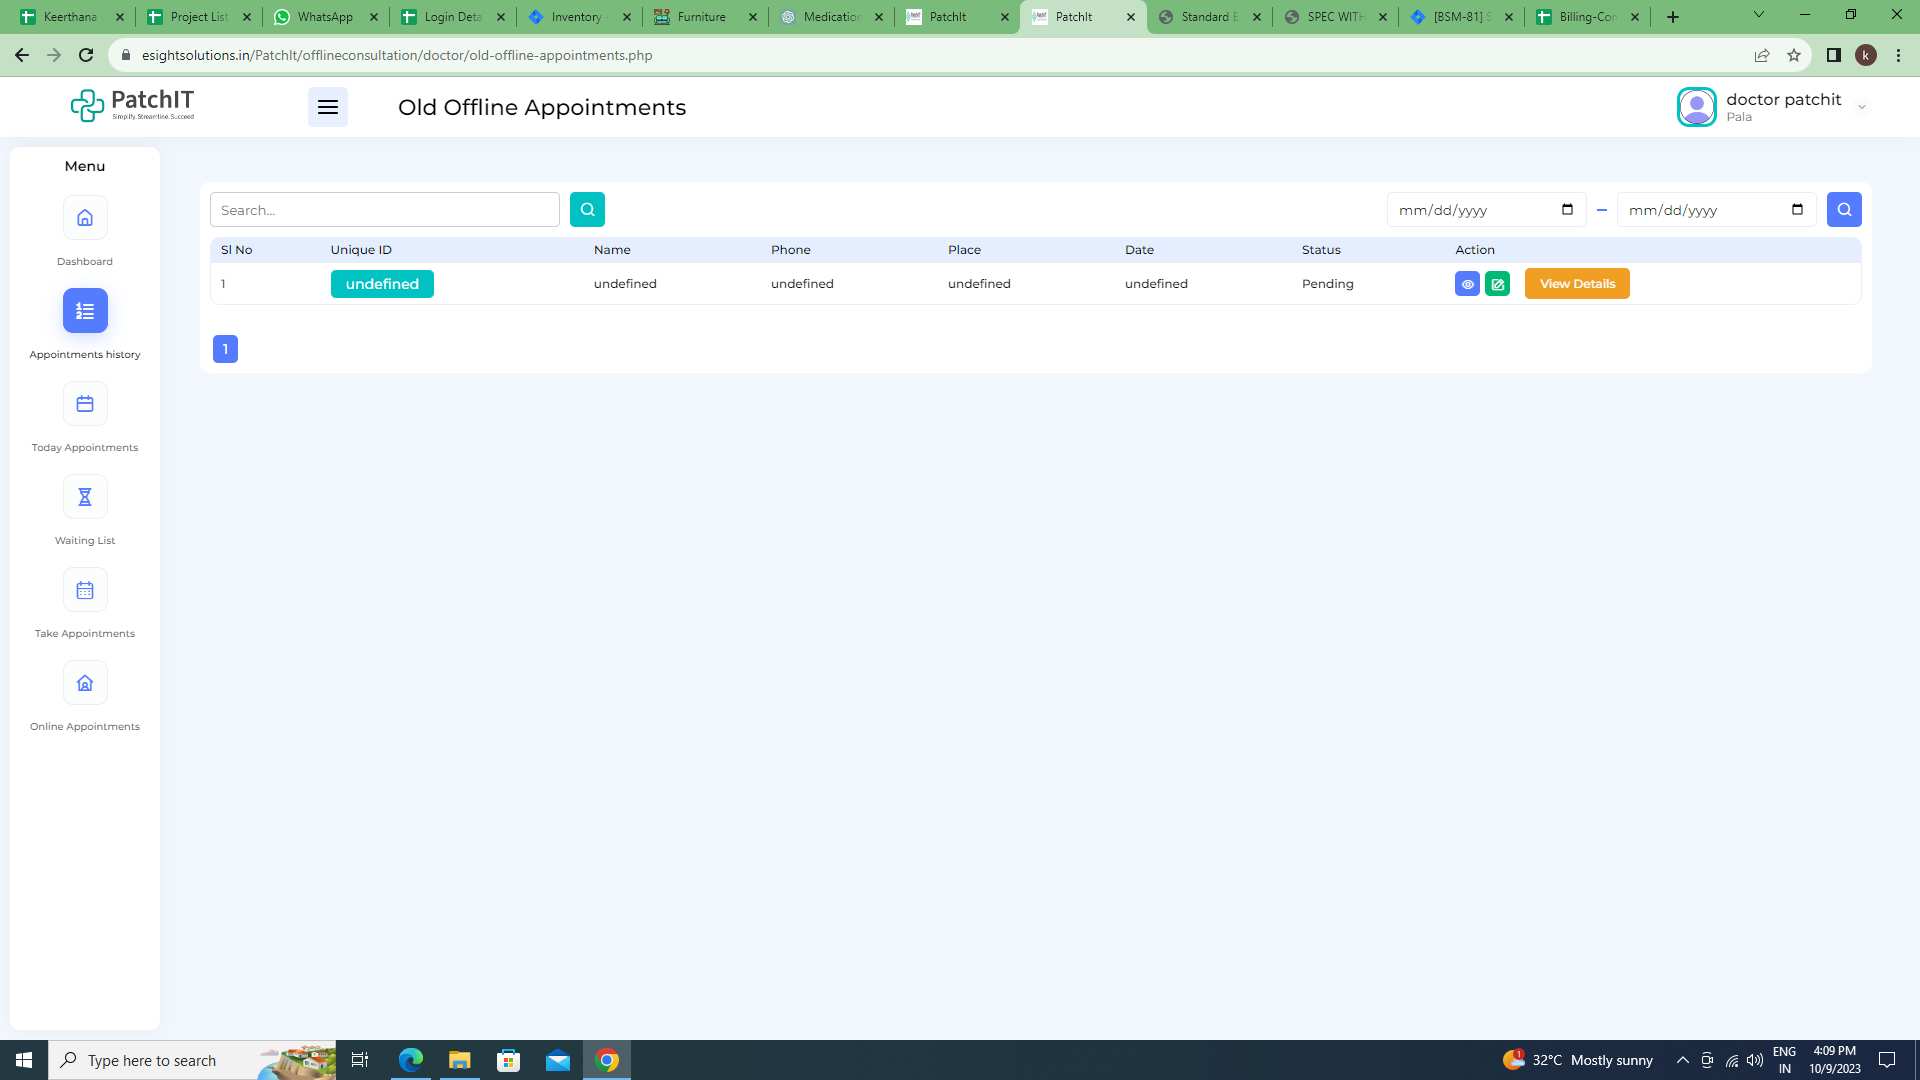 Keerthana
Project List
WhatsApp
Login Deta
Inventory
Furniture
Medication
PatchIt
PatchIt
Standard E
SPEC WITH
[BSM-81] S
Billing-Con
esightsolutions.in/PatchIt/offlineconsultation/doctor/old-offline-appointments.php
k
PatchIT
Simplify. Streamline. Succeed
Old Offline Appointments
doctor patchit
Pala
Menu
Dashboard
Appointments history
Today Appointments
Waiting List
Take Appointments
Online Appointments
Search...
mm/dd/yyyy
mm/dd/yyyy
Sl No Unique ID Name Phone Place Date Status Action
1 undefined undefined undefined undefined undefined Pending View Details
1
Type here to search
1
32°C Mostly sunny
ENG
IN
4:09 PM
10/9/2023